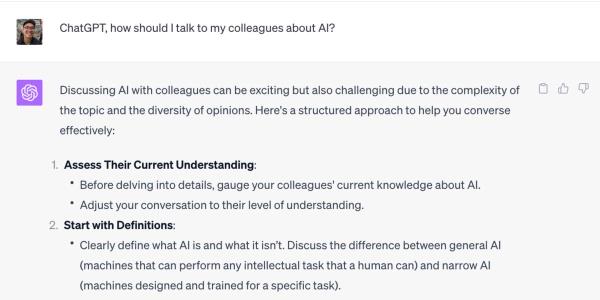 ChatGPT, how should I talk to my colleagues about AI?
Discussing AI with colleagues can be exciting but also challenging due to the complexity of
the topic and the diversity of opinions. Here's a structured approach to help you converse
effectively:
1. Assess Their Current Understanding:
• Before delving into details, gauge your colleagues' current knowledge about AI.
• Adjust your conversation to their level of understanding.
2. Start with Definitions:
• Clearly define what AI is and what it isn't. Discuss the difference between general AI
(machines that can perform any intellectual task that a human can) and narrow AI
(machines designed and trained for a specific task).